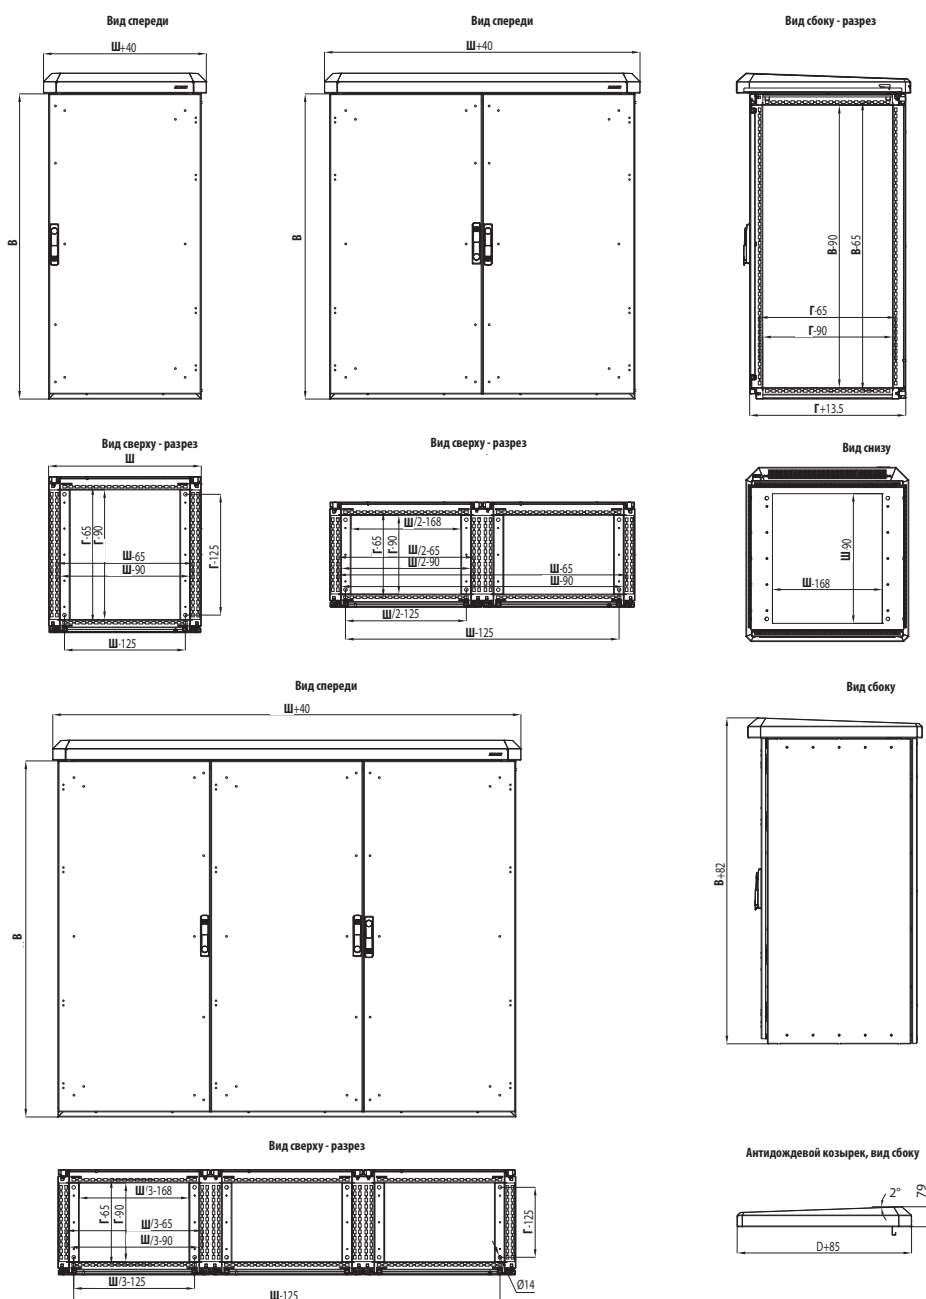 Вид спереди
Вид спереди
Вид сбоку - разрез
Ш+40
Ш+40
В
В
В-90
В-65
Г-65
Г-90
Г+13.5
Вид сверху - разрез
Вид сверху - разрез
Вид снизу
Ш
Г-65
Г-90
Ш-65
Ш-90
Г-125
Ш-125
Ш/2-168
Г-65
Г-90
Ш/2-65
Ш/2-90
Ш-65
Ш-90
Ш/2-125
Ш-125
Ш-90
Ш-168
Вид спереди
Вид сбоку
Ш+40
В
В+82
Вид сверху - разрез
Антидождевой козырек, вид сбоку
Ш/3-168
Г-65
Г-90
Ш/3-65
Ш/3-90
Г-125
Ш/3-125
Ø14
Ш-125
2°
79
D+85